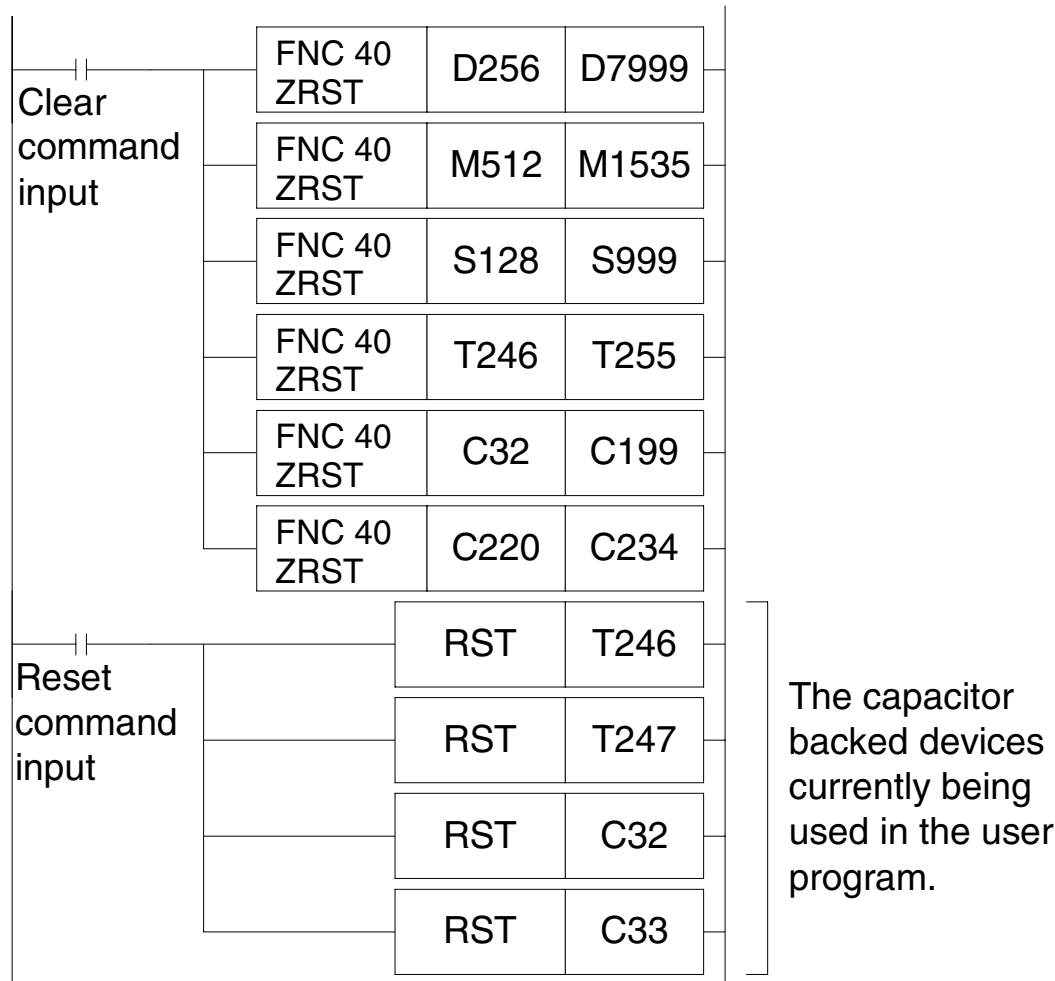 FNC 40
ZRST
D256
D7999
Clear
command
input
FNC 40
ZRST
M512
M1535
FNC 40
ZRST
S128
S999
FNC 40
ZRST
T246
T255
FNC 40
ZRST
C32
C199
FNC 40
ZRST
C220
C234
Reset
command
input
RST
T246
RST
T247
RST
C32
RST
C33
The capacitor
backed devices
currently being
used in the user
program.